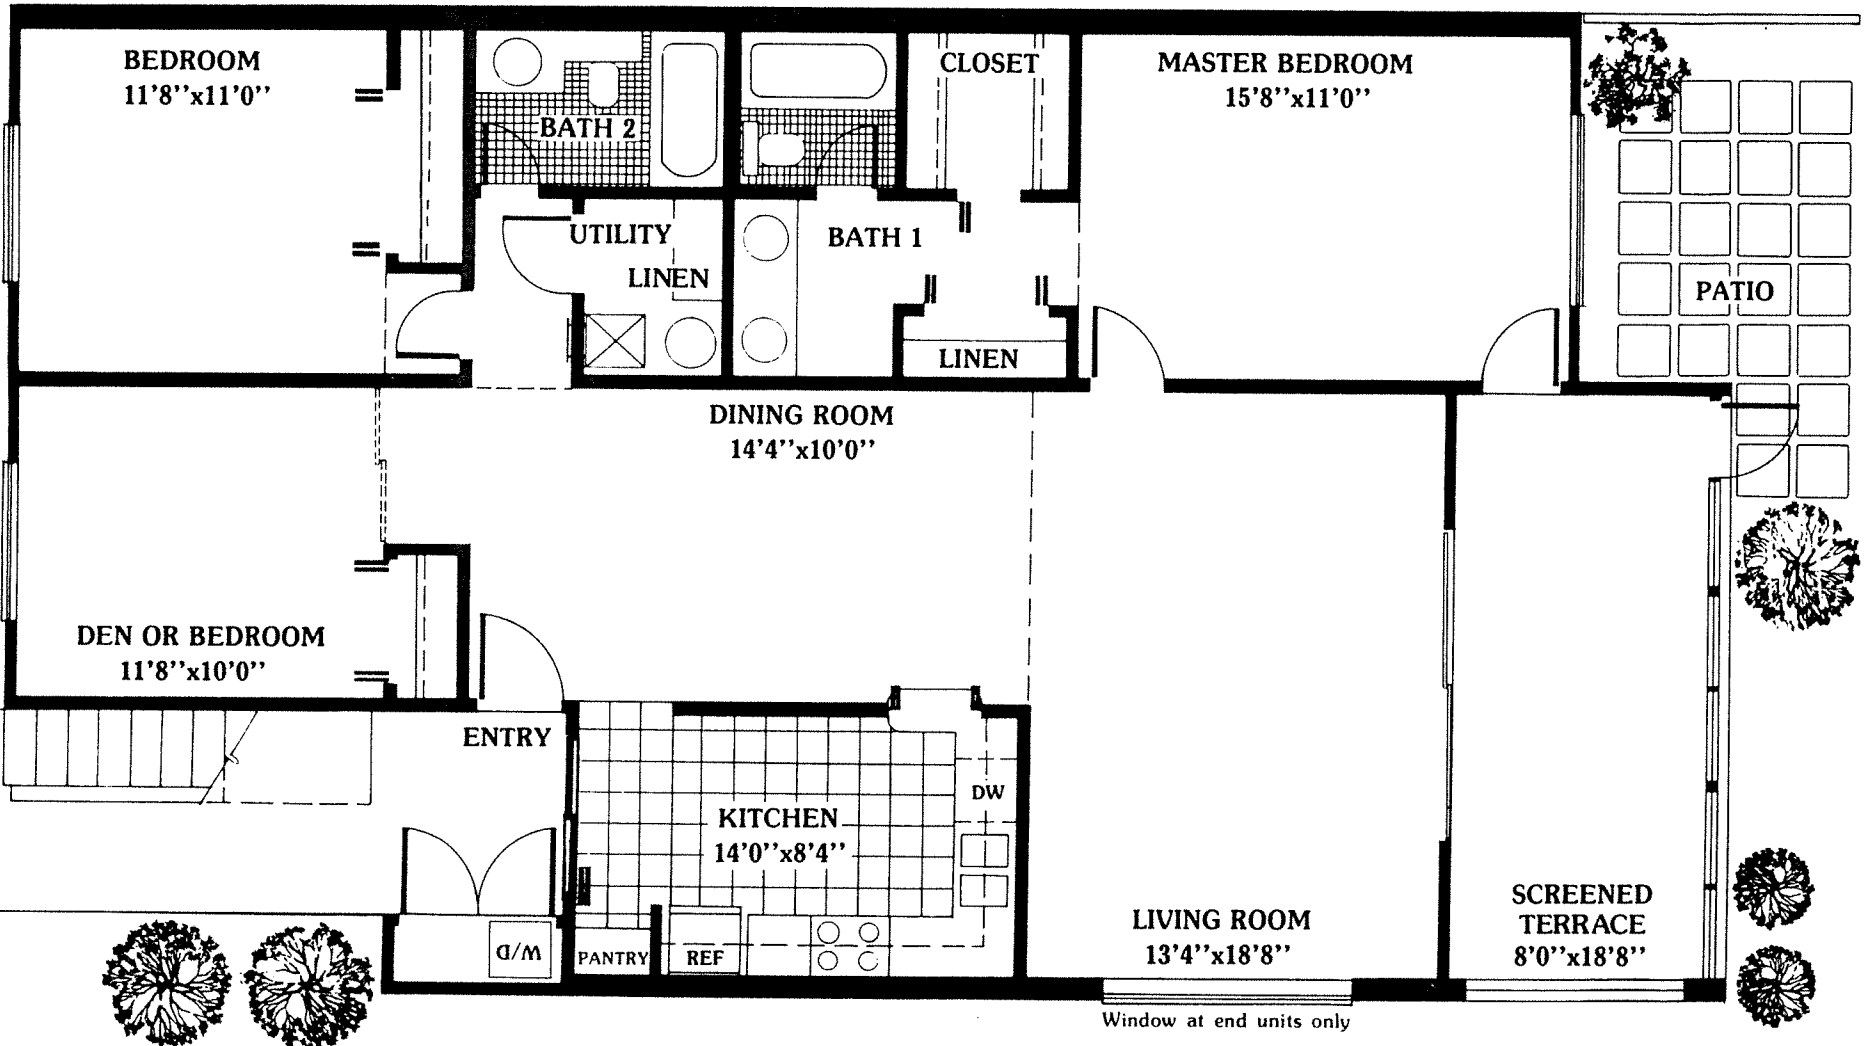 BEDROOM
11'8''x11'0''
BATH 2
CLOSET
MASTER BEDROOM
15'8''x11'0''
UTILITY
LINEN
BATH 1
LINEN
PATIO
DINING ROOM
14'4''x10'0''
DEN OR BEDROOM
11'8''x10'0''
ENTRY
KITCHEN
14'0''x8'4''
DW
W/D
PANTRY
REF
LIVING ROOM
13'4''x18'8''
SCREENED
TERRACE
8'0''x18'8''
Window at end units only